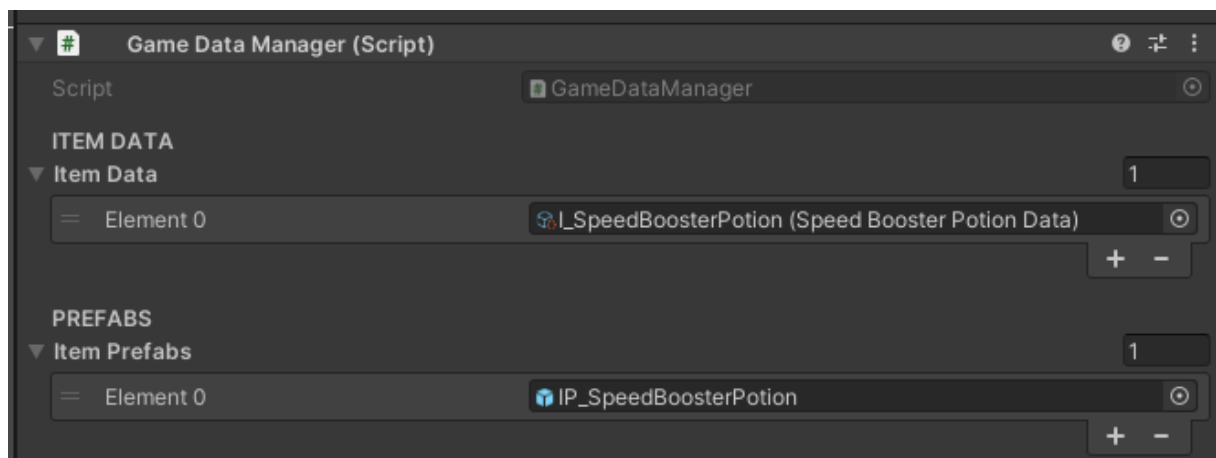 Game Data Manager (Script)
Script GameDataManager
ITEM DATA
Item Data 1
Element 0 I_SpeedBoosterPotion (Speed Booster Potion Data)
PREFABS
Item Prefabs 1
Element 0 IP_SpeedBoosterPotion